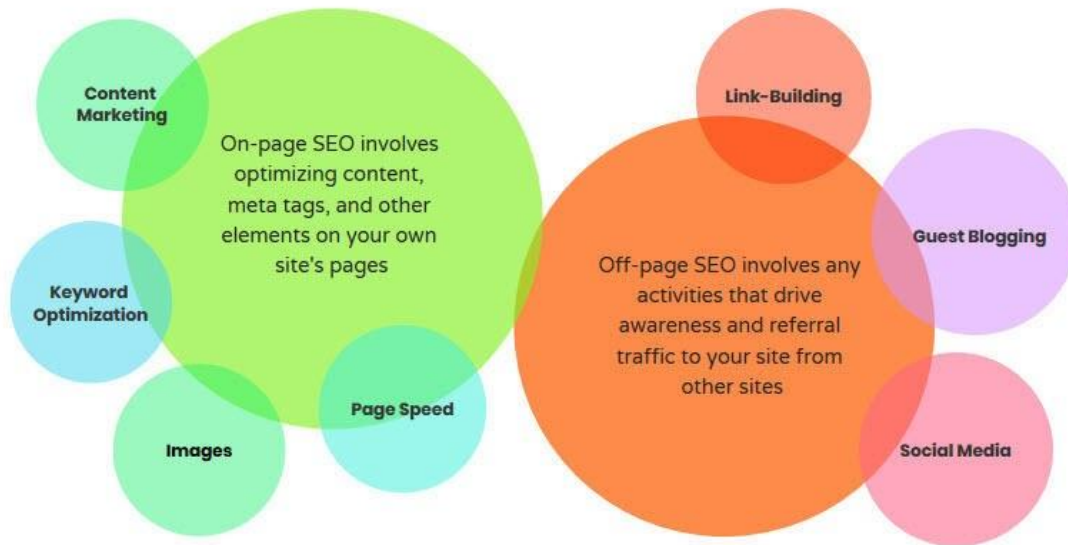 Content
Marketing
On-page SEO involves
optimizing content,
meta tags, and other
elements on your own
site's pages
Keyword
Optimization
Images
Page Speed
Link-Building
Guest Blogging
Off-page SEO involves any
activities that drive
awareness and referral
traffic to your site from
other sites
Social Media